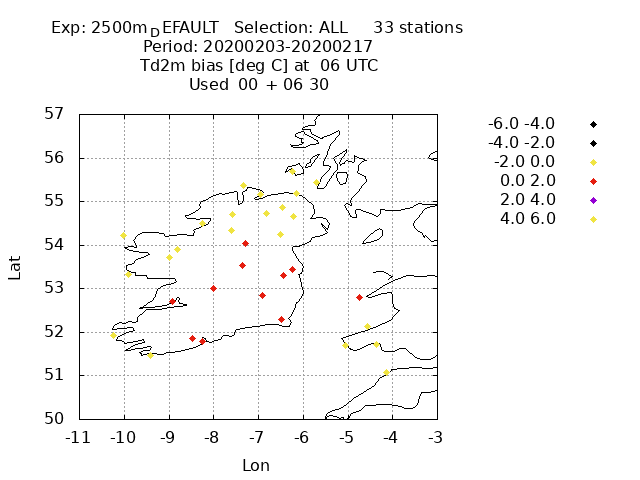 Exp: 2500m_DEFAULT   Selection: ALL     33 stations
Period: 20200203-20200217
Td2m bias [deg C] at  06 UTC
Used  00 + 06 30
-6.0 -4.0
-4.0 -2.0
-2.0 0.0
0.0 2.0
2.0 4.0
4.0 6.0
57
56
55
54
53
52
51
50
Lat
-11 -10 -9 -8 -7 -6 -5 -4 -3
Lon